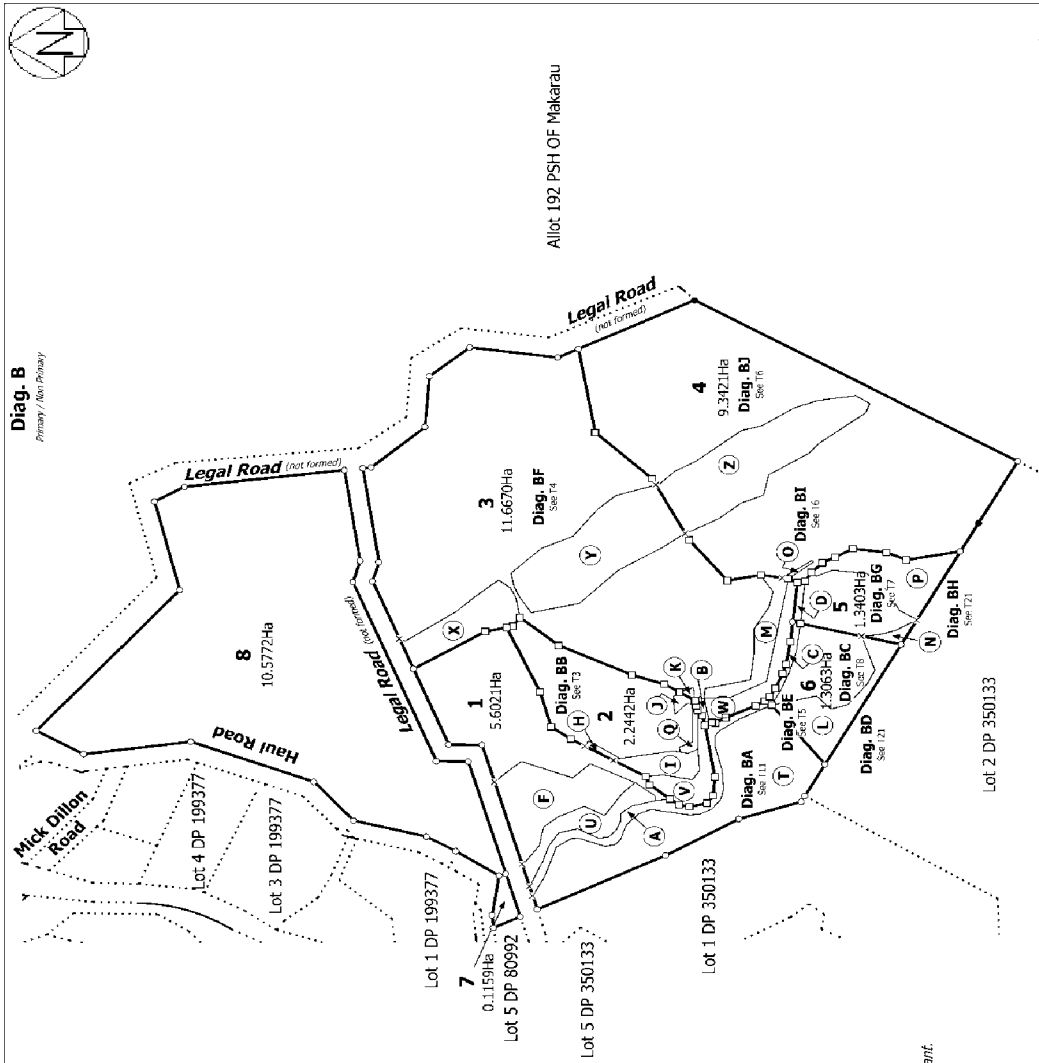 Diag. B
Primary / Non Primary
N
Allot 192 PSH OF Makarau
Legal Road
(not formed)
Legal Road (not formed)
Legal Road (not formed)
Mick Dillon
Road
Haul Road
8
10.5772Ha
Lot 4 DP 199377
Lot 3 DP 199377
Lot 1 DP 199377
7
0.1159Ha
Lot 5 DP 80992
Lot 5 DP 350133
Lot 1 DP 350133
Lot 2 DP 350133
3
11.6670Ha
Diag. BF
See T4
4
9.3421Ha
Diag. BJ
See T6
1
5.6021Ha
Diag. BB
See T3
2
2.2442Ha
Diag. BI
See T6
5
1.3403Ha
Diag. BG
See T7
6
1.3063Ha
Diag. BC
See T8
Diag. BE
See T5
Diag. BA
See T11
Diag. BD
See T21
Diag. BH
See T21
X
Y
Z
F
U
A
H
I
V
Q
J
K
B
W
M
O
D
C
P
N
L
T
ant.